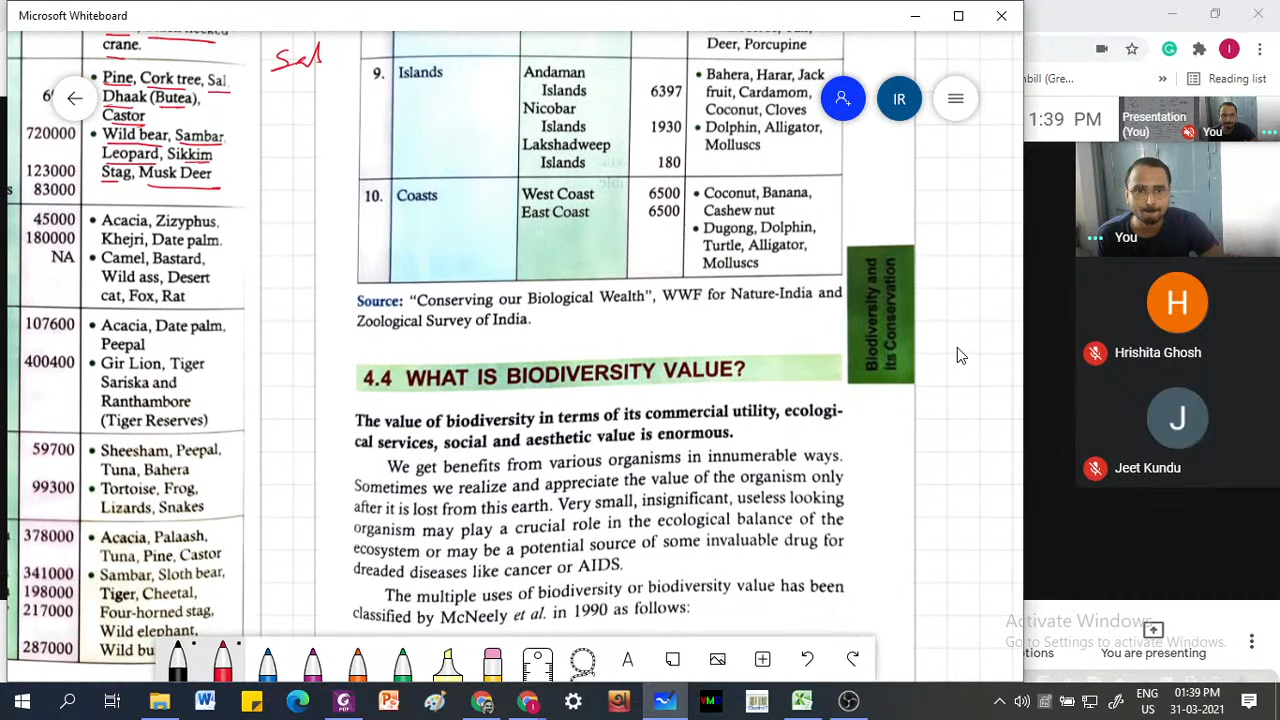 Microsoft Whiteboard
crane.
Pine, Cork tree, Sal
Dhaak (Butea),
Castor
720000
Wild bear, Sambar
Leopard, Sikkim
123000
Stag, Musk Deer
83000
45000
Acacia, Zizyphus,
180000
Khejri, Date palm.
NA
Camel, Bastard,
Wild ass, Desert
cat, Fox, Rat
107600
Acacia, Date palm,
Peepal
400400
Gir Lion, Tiger
Sariska and
Ranthambore
(Tiger Reserves)
59700
Sheesham, Peepal,
Tuna, Bahera
99300
Tortoise, Frog,
Lizards, Snakes
378000
Acacia, Palaash,
Tuna, Pine, Castor
341000
Sambar, Sloth bear,
198000
Tiger, Cheetal,
217000
Four-horned stag,
Wild elephant,
287000
Sal
Deer, Porcupine
9. Islands
Andaman
Islands 6397
Nicobar
Islands 1930
Lakshadweep
Islands 180
Bahera, Harar, Jack
fruit, Cardamom,
Coconut, Cloves
Dolphin, Alligator,
Molluscs
10. Coasts
West Coast 6500
East Coast 6500
Coconut, Banana,
Cashew nut
Dugong, Dolphin,
Turtle, Alligator,
Molluscs
Source: "Conserving our Biological Wealth", WWF for Nature-India and
Zoological Survey of India.
Biodiversity and
its Conservation
4.4 WHAT IS BIODIVERSITY VALUE?
The value of biodiversity in terms of its commercial utility, ecologi-
cal services, social and aesthetic value is enormous.
We get benefits from various organisms in innumerable ways.
Sometimes we realize and appreciate the value of the organism only
after it is lost from this earth. Very small, insignificant, useless looking
organism may play a crucial role in the ecological balance of the
ecosystem or may be a potential source of some invaluable drug for
dreaded diseases like cancer or AIDS.
The multiple uses of biodiversity or biodiversity value has been
classified by McNeely et al. in 1990 as follows:
IR
I
nbill (Gre...
»
Reading list
1:39 PM
Presentation
(You)
You
You
H
Hrishita Ghosh
J
Jeet Kundu
Activate Windows
Go to Settings to activate Windows.
You are presenting
ENG
US
01:39 PM
31-03-2021